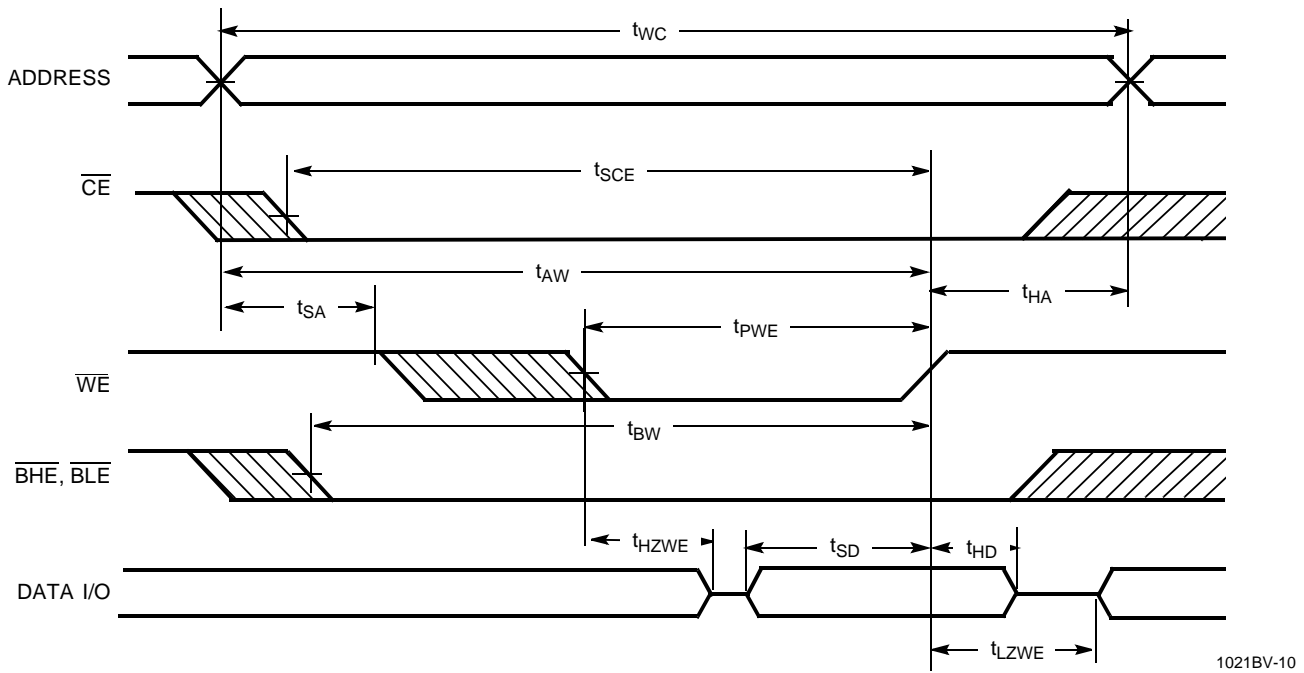 tWC
ADDRESS
tSCE
CE
tAW
tSA
tHA
tPWE
WE
tBW
BHE, BLE
tHZWE
tSD
tHD
DATA I/O
tLZWE
1021BV-10